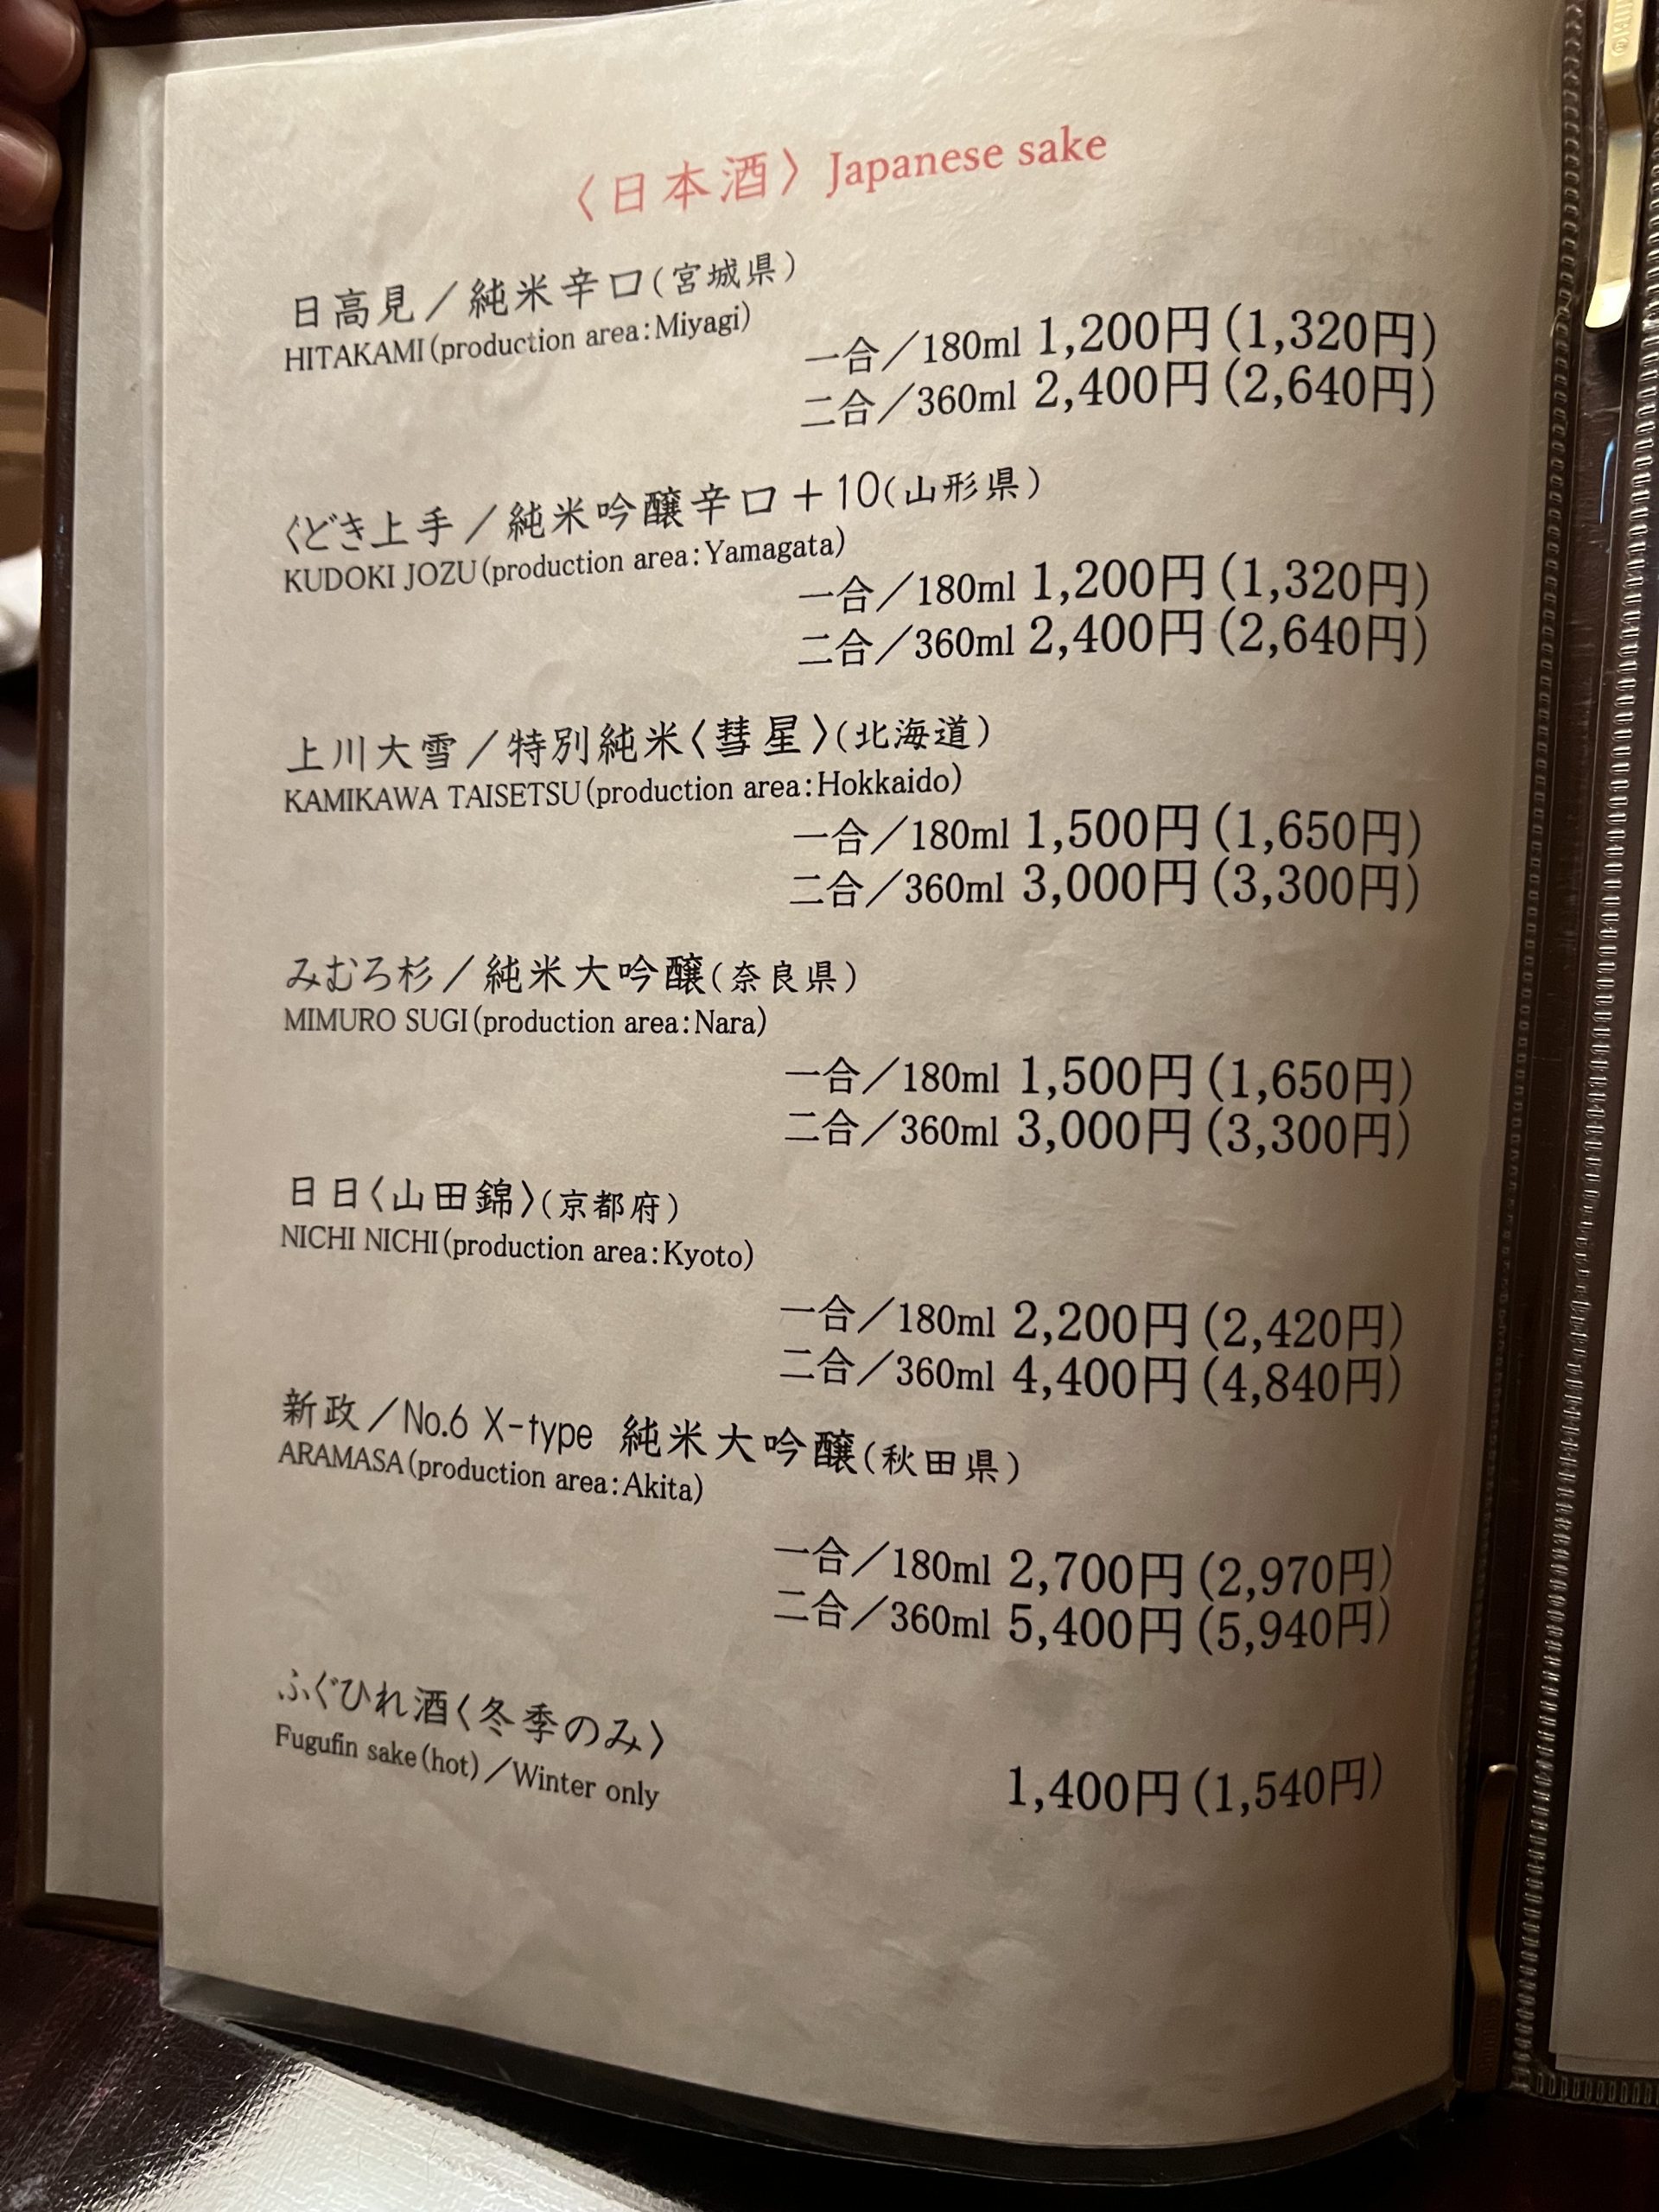 〈日本酒〉Japanese sake
日高見／純米辛口(宮城県)
HITAKAMI(production area:Miyagi)
一合／180ml 1,200円(1,320円)
二合／360ml 2,400円(2,640円)
くどき上手／純米吟醸辛口＋10(山形県)
KUDOKI JOZU(production area:Yamagata)
一合／180ml 1,200円(1,320円)
二合／360ml 2,400円(2,640円)
上川大雪／特別純米〈彗星〉(北海道)
KAMIKAWA TAISETSU(production area:Hokkaido)
一合／180ml 1,500円(1,650円)
二合／360ml 3,000円(3,300円)
みむろ杉／純米大吟醸(奈良県)
MIMURO SUGI(production area:Nara)
一合／180ml 1,500円(1,650円)
二合／360ml 3,000円(3,300円)
日日〈山田錦〉(京都府)
NICHI NICHI(production area:Kyoto)
一合／180ml 2,200円(2,420円)
二合／360ml 4,400円(4,840円)
新政／No.6 X-type 純米大吟醸(秋田県)
ARAMASA(production area:Akita)
一合／180ml 2,700円(2,970円)
二合／360ml 5,400円(5,940円)
ふぐひれ酒〈冬季のみ〉
Fugufin sake(hot)／Winter only
1,400円(1,540円)